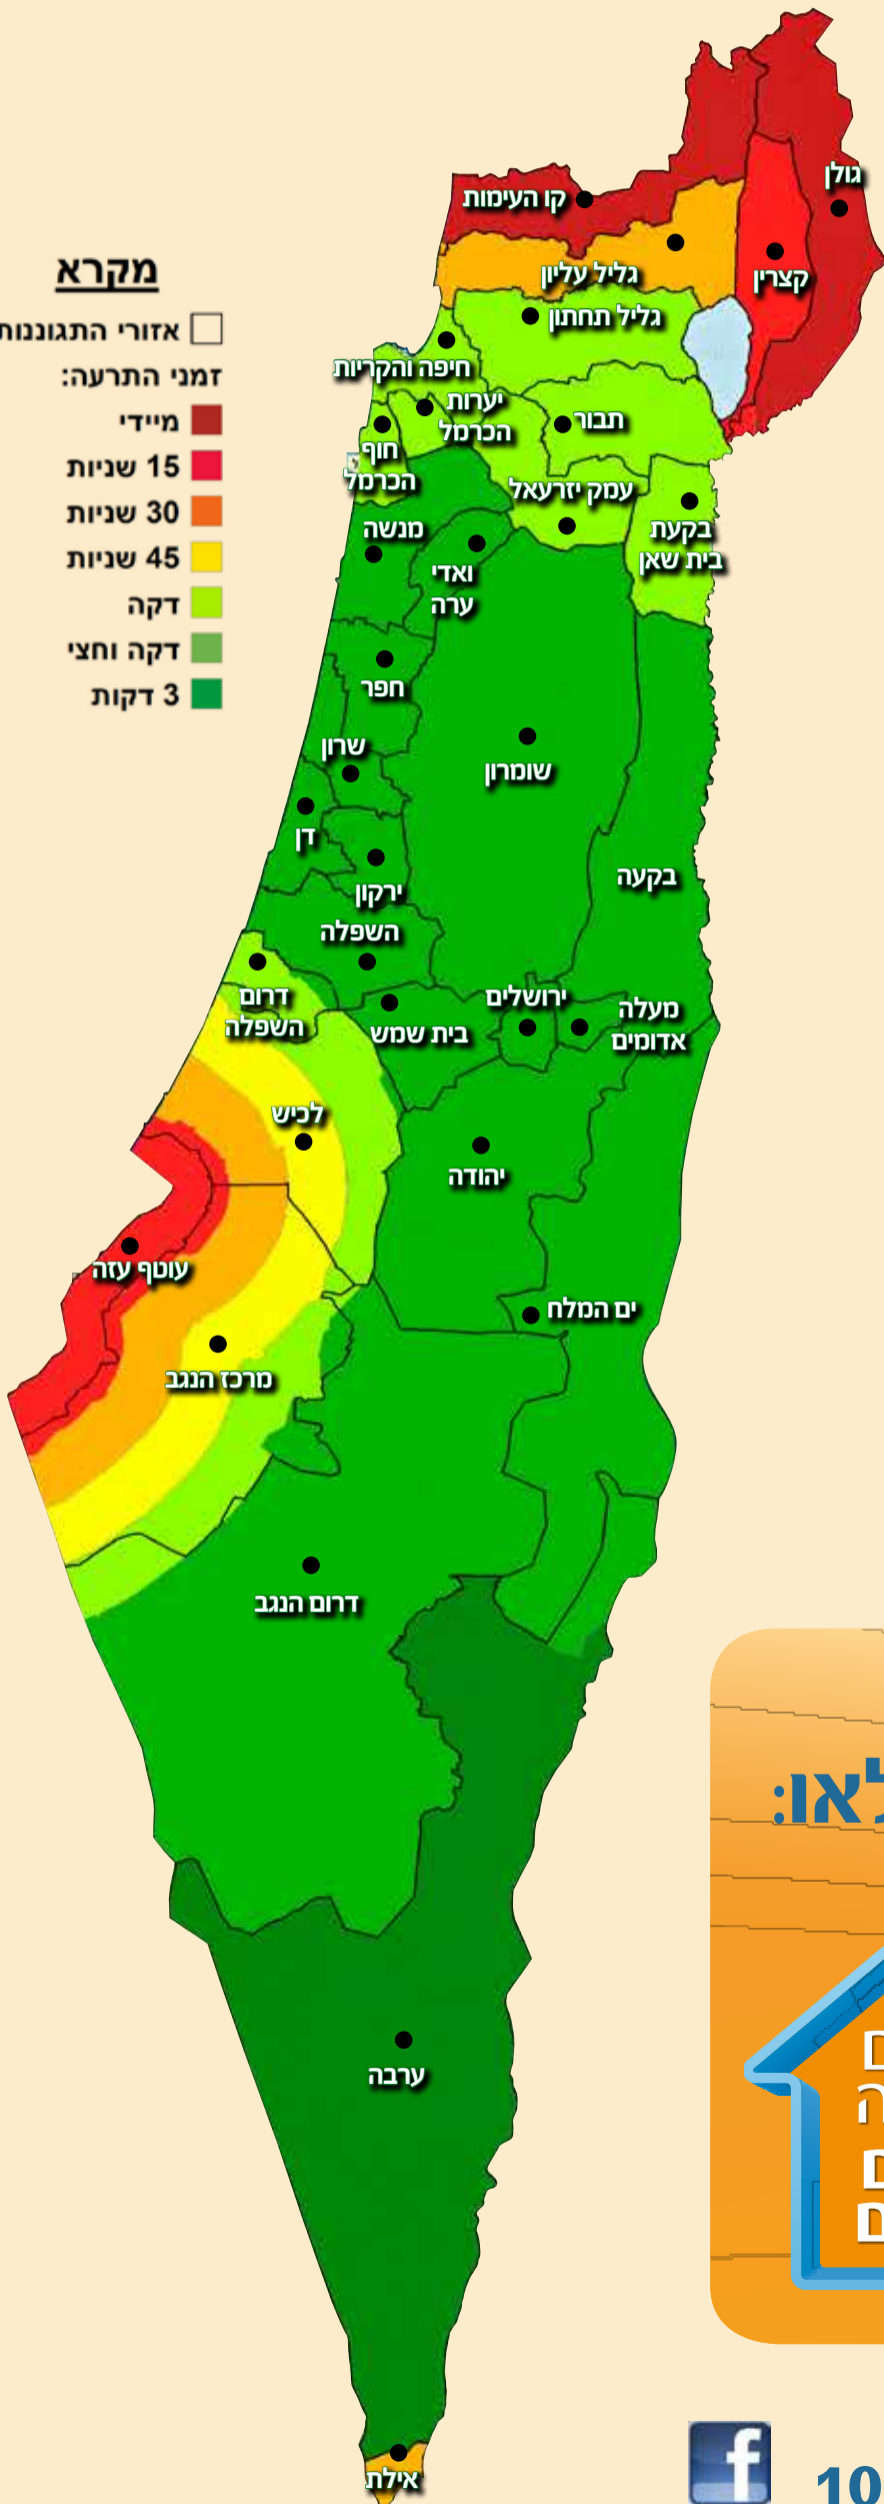 מקרא
אזורי התגוננות
זמני התרעה:
מיידי
15 שניות
30 שניות
45 שניות
דקה
דקה וחצי
3 דקות
גולן
קו העימות
קצרין
גליל עליון
גליל תחתון
חיפה והקריות
יערות
הכרמל
תבור
חוף
הכרמל
עמק יזרעאל
בקעת
בית שאן
מנשה
ואדי
ערה
חפר
שרון
שומרון
דן
ירקון
בקעה
השפלה
דרום
השפלה
ירושלים
מעלה
אדומים
בית שמש
לכיש
יהודה
עוטף עזה
ים המלח
מרכז הנגב
דרום הנגב
ערבה
אילת
f
10